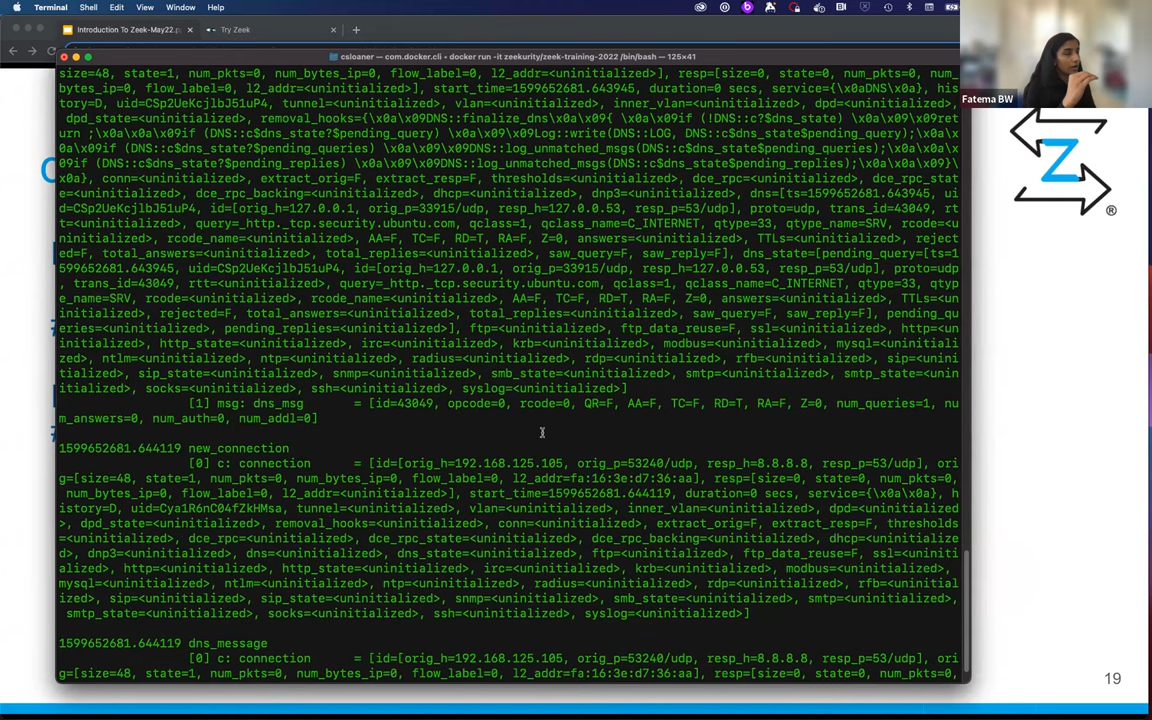 Terminal Shell Edit View Window Help
Introduction To Zeek-May22.p × Try Zeek × +
csloaner — com.docker.cli ◂ docker run -it zeekurity/zeek-training-2022 /bin/bash — 125×41
size=48, state=1, num_pkts=0, num_bytes_ip=0, flow_label=0, l2_addr=<uninitialized>], resp=[size=0, state=0, num_pkts=0, num_
bytes_ip=0, flow_label=0, l2_addr=<uninitialized>], start_time=1599652681.643945, duration=0 secs, service={\x0aDNS\x0a}, his
tory=D, uid=CSp2UeKcjlbJ51uP4, tunnel=<uninitialized>, vlan=<uninitialized>, inner_vlan=<uninitialized>, dpd=<uninitialized>,
dpd_state=<uninitialized>, removal_hooks={\x0a\x09DNS::finalize_dns\x0a\x09{ \x0a\x09if (!DNS::c?$dns_state) \x0a\x09\x09ret
urn ;\x0a\x0a\x09if (DNS::c$dns_state?$pending_query) \x0a\x09\x09Log::write(DNS::LOG, DNS::c$dns_state$pending_query);\x0a\x
0a\x09if (DNS::c$dns_state?$pending_queries) \x0a\x09\x09DNS::log_unmatched_msgs(DNS::c$dns_state$pending_queries);\x0a\x0a\x
09if (DNS::c$dns_state?$pending_replies) \x0a\x09\x09DNS::log_unmatched_msgs(DNS::c$dns_state$pending_replies);\x0a\x09}\
x0a}, conn=<uninitialized>, extract_orig=F, extract_resp=F, thresholds=<uninitialized>, dce_rpc=<uninitialized>, dce_rpc_stat
e=<uninitialized>, dce_rpc_backing=<uninitialized>, dhcp=<uninitialized>, dnp3=<uninitialized>, dns=[ts=1599652681.643945, ui
d=CSp2UeKcjlbJ51uP4, id=[orig_h=127.0.0.1, orig_p=33915/udp, resp_h=127.0.0.53, resp_p=53/udp], proto=udp, trans_id=43049, rt
t=<uninitialized>, query=_http._tcp.security.ubuntu.com, qclass=1, qclass_name=C_INTERNET, qtype=33, qtype_name=SRV, rcode=<u
ninitialized>, rcode_name=<uninitialized>, AA=F, TC=F, RD=T, RA=F, Z=0, answers=<uninitialized>, TTLs=<uninitialized>, reject
ed=F, total_answers=<uninitialized>, total_replies=<uninitialized>, saw_query=F, saw_reply=F], dns_state=[pending_query=[ts=1
599652681.643945, uid=CSp2UeKcjlbJ51uP4, id=[orig_h=127.0.0.1, orig_p=33915/udp, resp_h=127.0.0.53, resp_p=53/udp], proto=udp
, trans_id=43049, rtt=<uninitialized>, query=_http._tcp.security.ubuntu.com, qclass=1, qclass_name=C_INTERNET, qtype=33, qtyp
e_name=SRV, rcode=<uninitialized>, rcode_name=<uninitialized>, AA=F, TC=F, RD=T, RA=F, Z=0, answers=<uninitialized>, TTLs=<un
initialized>, rejected=F, total_answers=<uninitialized>, total_replies=<uninitialized>, saw_query=F, saw_reply=F], pending_qu
eries=<uninitialized>, pending_replies=<uninitialized>], ftp=<uninitialized>, ftp_data_reuse=F, ssl=<uninitialized>, http=<un
initialized>, http_state=<uninitialized>, irc=<uninitialized>, krb=<uninitialized>, modbus=<uninitialized>, mysql=<uninitiali
zed>, ntlm=<uninitialized>, ntp=<uninitialized>, radius=<uninitialized>, rdp=<uninitialized>, rfb=<uninitialized>, sip=<unini
tialized>, sip_state=<uninitialized>, snmp=<uninitialized>, smb_state=<uninitialized>, smtp=<uninitialized>, smtp_state=<unin
itialized>, socks=<uninitialized>, ssh=<uninitialized>, syslog=<uninitialized>]
[1] msg: dns_msg = [id=43049, opcode=0, rcode=0, QR=F, AA=F, TC=F, RD=T, RA=F, Z=0, num_queries=1, nu
m_answers=0, num_auth=0, num_addl=0]
1599652681.644119 new_connection
[0] c: connection = [id=[orig_h=192.168.125.105, orig_p=53240/udp, resp_h=8.8.8.8, resp_p=53/udp], ori
g=[size=48, state=1, num_pkts=0, num_bytes_ip=0, flow_label=0, l2_addr=fa:16:3e:d7:36:aa], resp=[size=0, state=0, num_pkts=0,
num_bytes_ip=0, flow_label=0, l2_addr=<uninitialized>], start_time=1599652681.644119, duration=0 secs, service={\x0a\x0a}, h
istory=D, uid=Cya1R6nC04fZkHMsa, tunnel=<uninitialized>, vlan=<uninitialized>, inner_vlan=<uninitialized>, dpd=<uninitialized
>, dpd_state=<uninitialized>, removal_hooks=<uninitialized>, conn=<uninitialized>, extract_orig=F, extract_resp=F, thresholds
=<uninitialized>, dce_rpc=<uninitialized>, dce_rpc_state=<uninitialized>, dce_rpc_backing=<uninitialized>, dhcp=<uninitialize
d>, dnp3=<uninitialized>, dns=<uninitialized>, dns_state=<uninitialized>, ftp=<uninitialized>, ftp_data_reuse=F, ssl=<uniniti
alized>, http=<uninitialized>, http_state=<uninitialized>, irc=<uninitialized>, krb=<uninitialized>, modbus=<uninitialized>,
mysql=<uninitialized>, ntlm=<uninitialized>, ntp=<uninitialized>, radius=<uninitialized>, rdp=<uninitialized>, rfb=<uninitial
ized>, sip=<uninitialized>, sip_state=<uninitialized>, snmp=<uninitialized>, smb_state=<uninitialized>, smtp=<uninitialized>,
smtp_state=<uninitialized>, socks=<uninitialized>, ssh=<uninitialized>, syslog=<uninitialized>]
1599652681.644119 dns_message
[0] c: connection = [id=[orig_h=192.168.125.105, orig_p=53240/udp, resp_h=8.8.8.8, resp_p=53/udp], ori
g=[size=48, state=1, num_pkts=0, num_bytes_ip=0, flow_label=0, l2_addr=fa:16:3e:d7:36:aa], resp=[size=0, state=0, num_pkts=0,
Fatema BW
Z
®
19